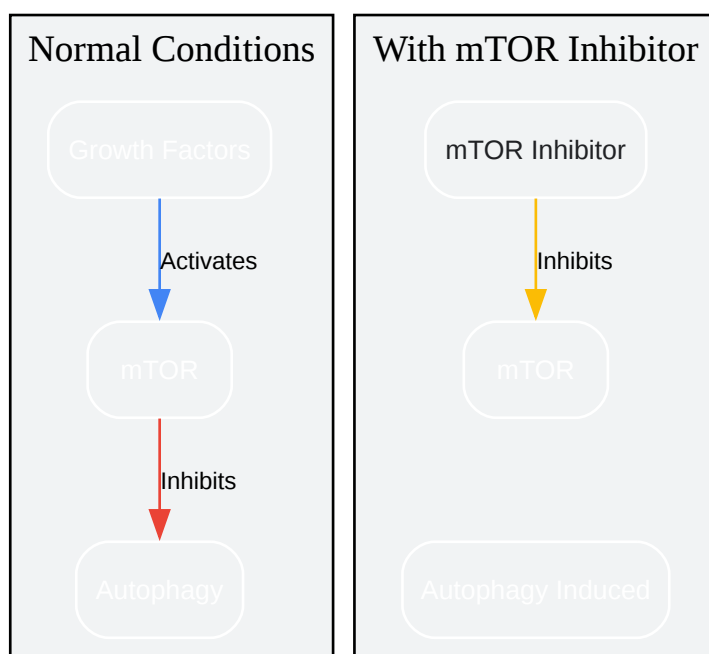 Normal Conditions
Growth Factors
Activates
mTOR
Inhibits
Autophagy
With mTOR Inhibitor
mTOR Inhibitor
Inhibits
mTOR
Autophagy Induced